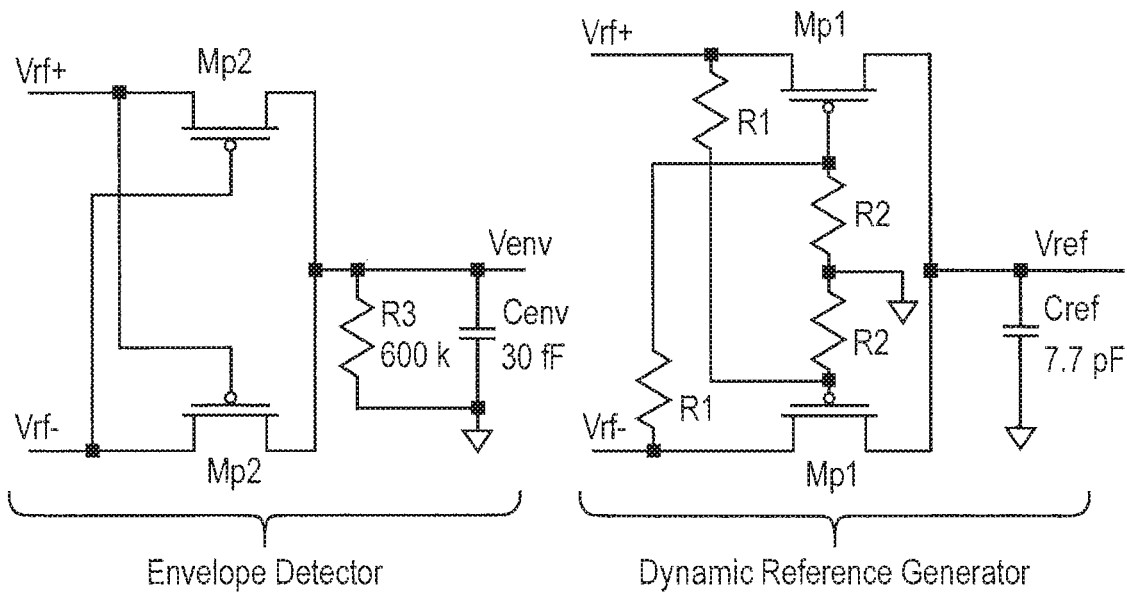 Vrf+
Mp2
Venv
R3
600 k
Cenv
30 fF
Vrf-
Mp2
Envelope Detector
Vrf+
Mp1
R1
R2
Vref
R2
Cref
7.7 pF
R1
Vrf-
Mp1
Dynamic Reference Generator